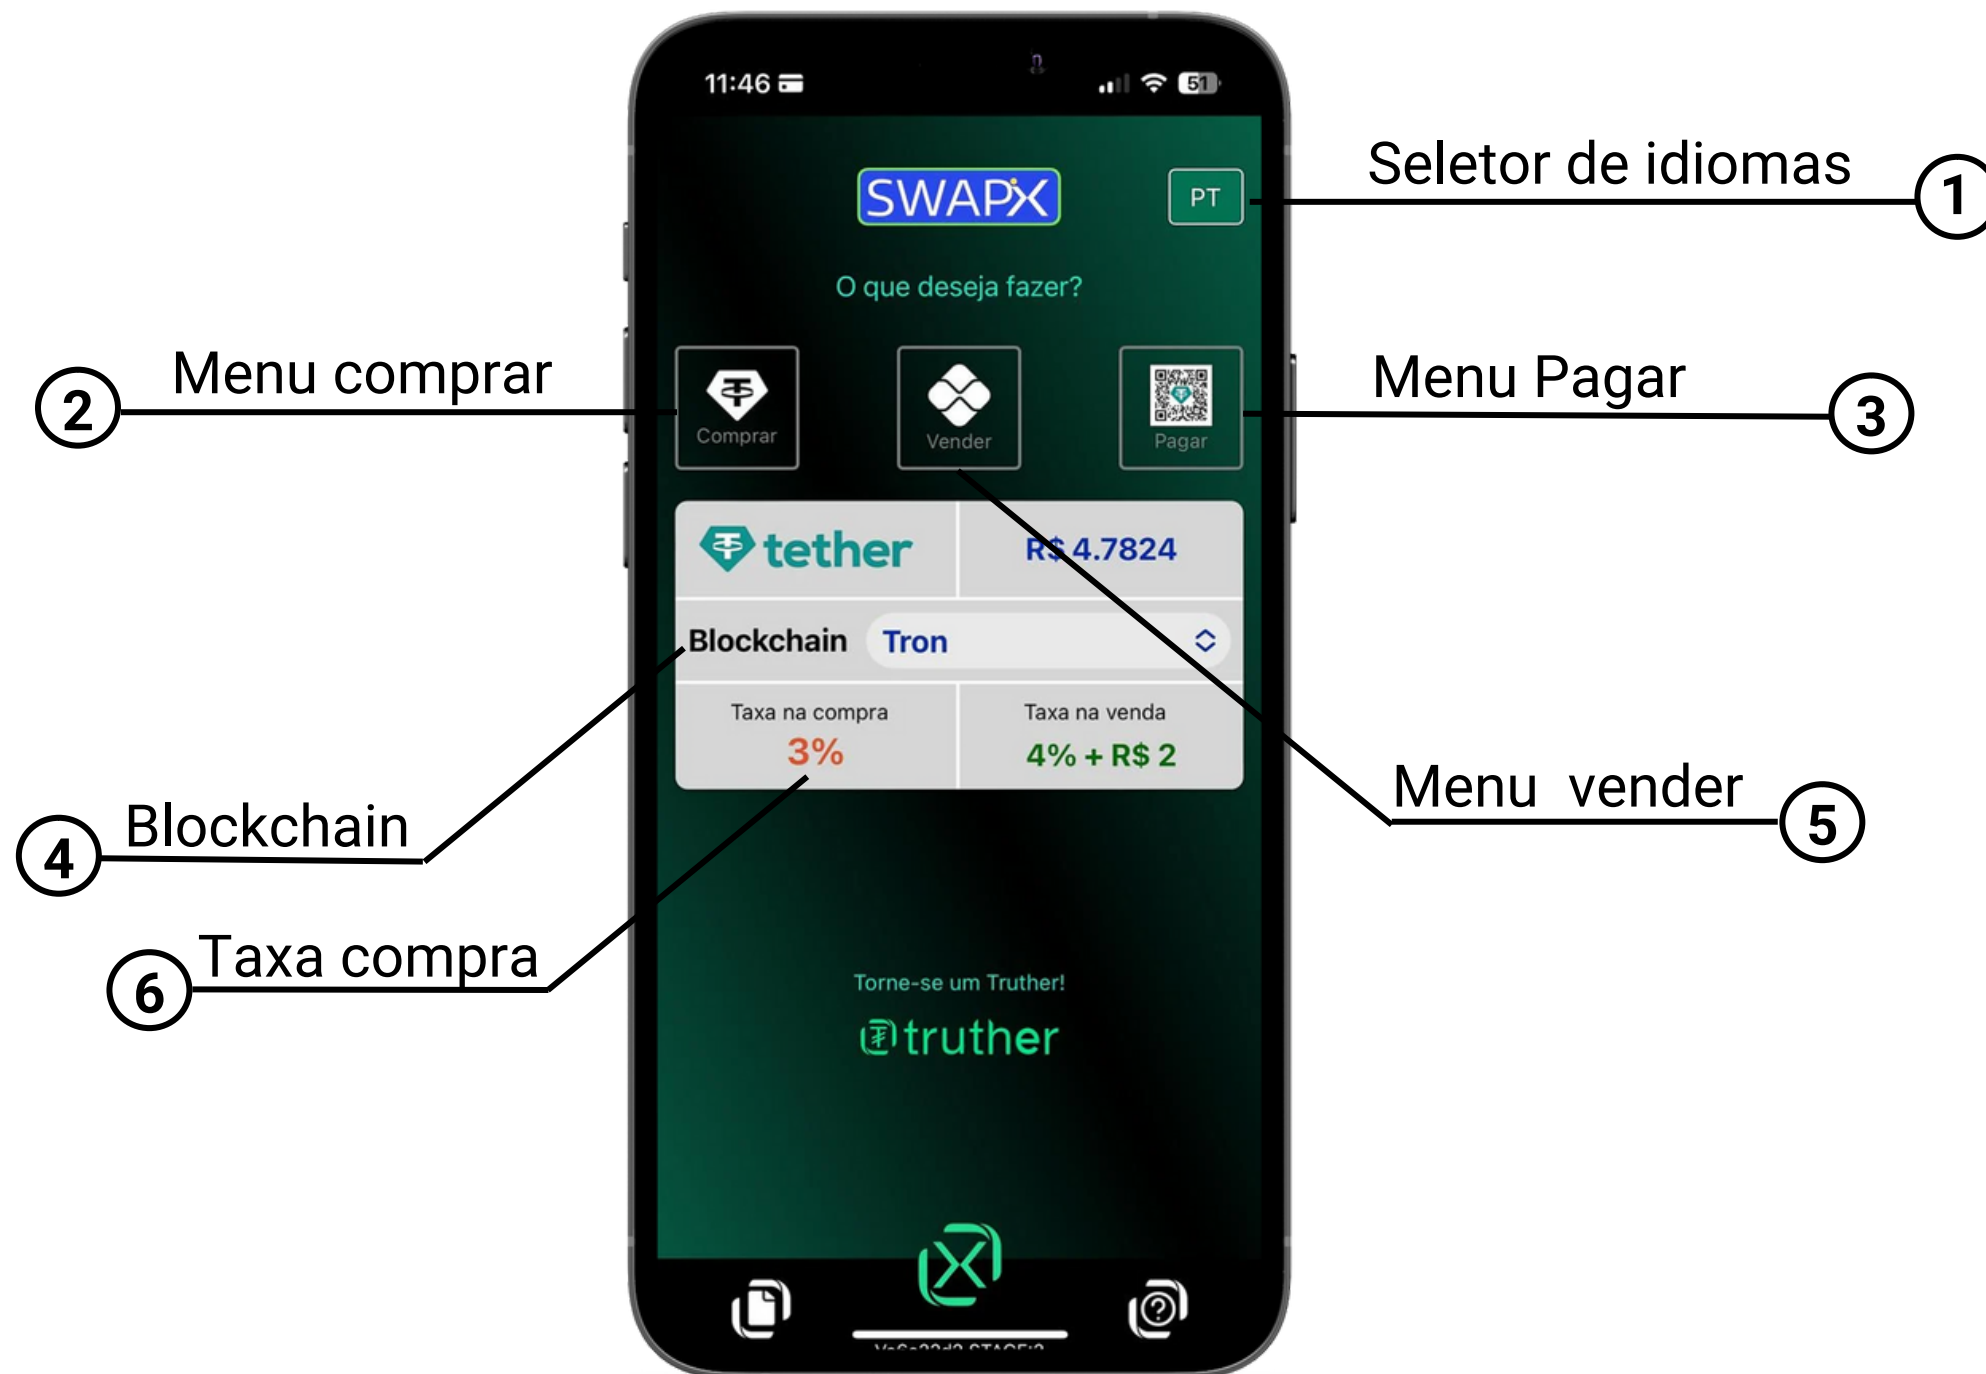 11:46
51
SWAPX
PT
Seletor de idiomas
1
O que deseja fazer?
Menu comprar
2
Comprar
Vender
Pagar
Menu Pagar
3
tether
R$ 4.7824
Blockchain
Tron
Taxa na compra
Taxa na venda
3%
4% + R$ 2
Menu vender
5
Blockchain
4
Taxa compra
6
Torne-se um Truther!
truther